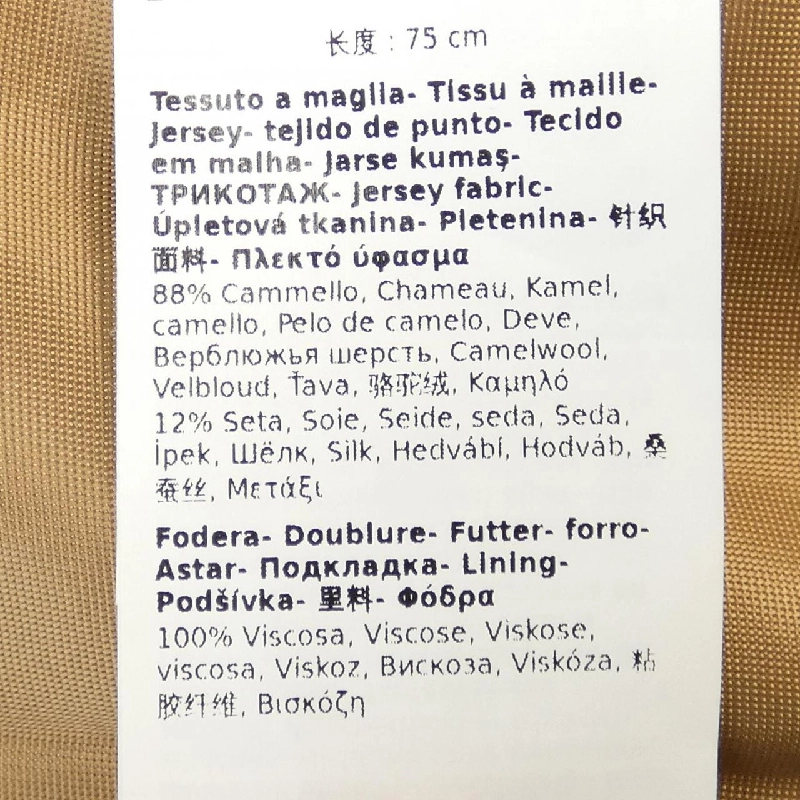 长度 : 75 cm
Tessuto a maglia- Tissu à maille-
Jersey- tejido de punto- Tecido
em malha- Jarse kumaş-
ТРИКОТАЖ- Jersey fabric-
Úpletová tkanina- Pletenina- 针织
面料- Πλεκτό ύφασμα
88% Cammello, Chameau, Kamel,
camello, Pelo de camelo, Deve,
Верблюжья шерсть, Camelwool,
Velbloud, Ťava, 骆驼绒, Καμηλό
12% Seta, Soie, Seide, seda, Seda,
İpek, Шёлк, Silk, Hedvábí, Hodváb, 桑
蚕丝, Μετάξι
Fodera- Doublure- Futter- forro-
Astar- Подкладка- Lining-
Podšívka- 里料- Φόδρα
100% Viscosa, Viscose, Viskose,
viscosa, Viskoz, Вискоза, Viskóza, 粘
胶纤维, Βισκόζη